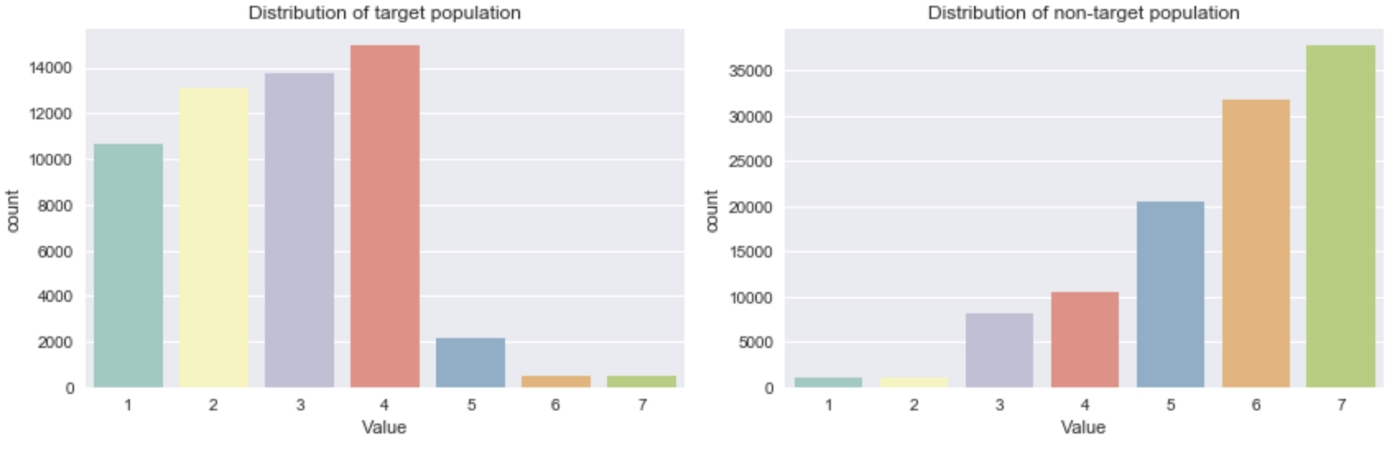 Distribution of target population
14000
12000
10000
8000
6000
4000
2000
0
count
1 2 3 4 5 6 7
Value
Distribution of non-target population
35000
30000
25000
20000
15000
10000
5000
0
count
1 2 3 4 5 6 7
Value